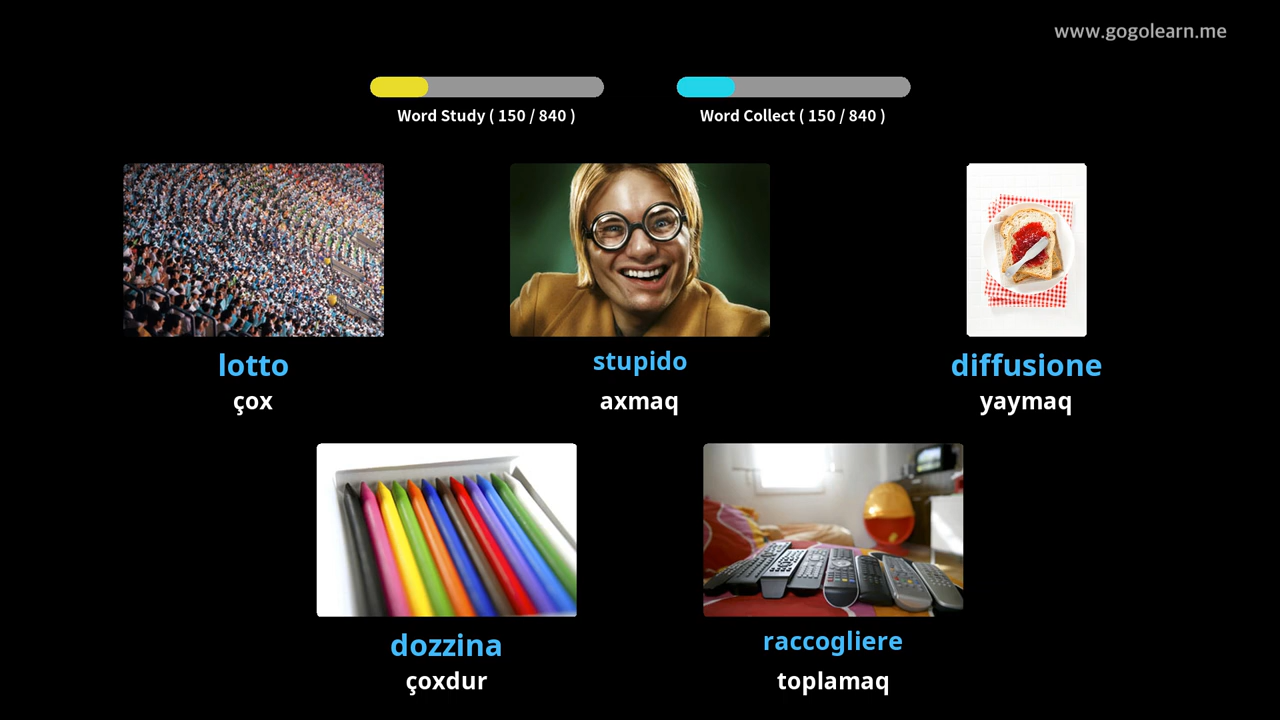 www.gogolearn.me
Word Study ( 150 / 840 )
Word Collect ( 150 / 840 )
lotto
çox
stupido
axmaq
diffusione
yaymaq
dozzina
çoxdur
raccogliere
toplamaq